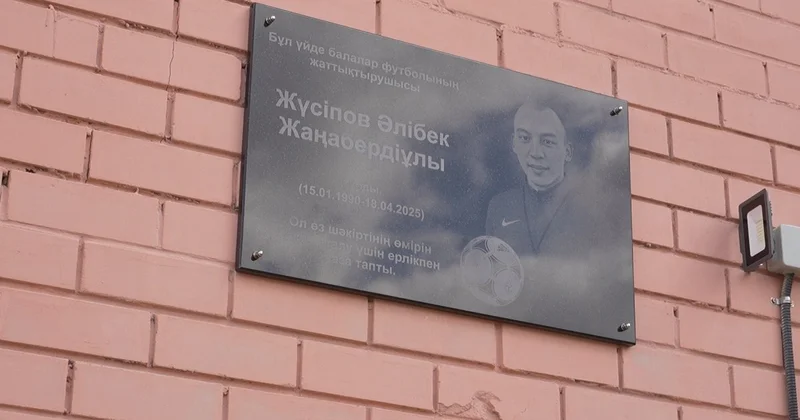 Бұл үйде балалар футболының
жаттықтырушысы
Жүсіпов Әлібек
Жаңабердіұлы
(15.01.1990-18.04.2025)
Ол өз шәкіртінің өмірін
үшін ерлікпен
тапты.